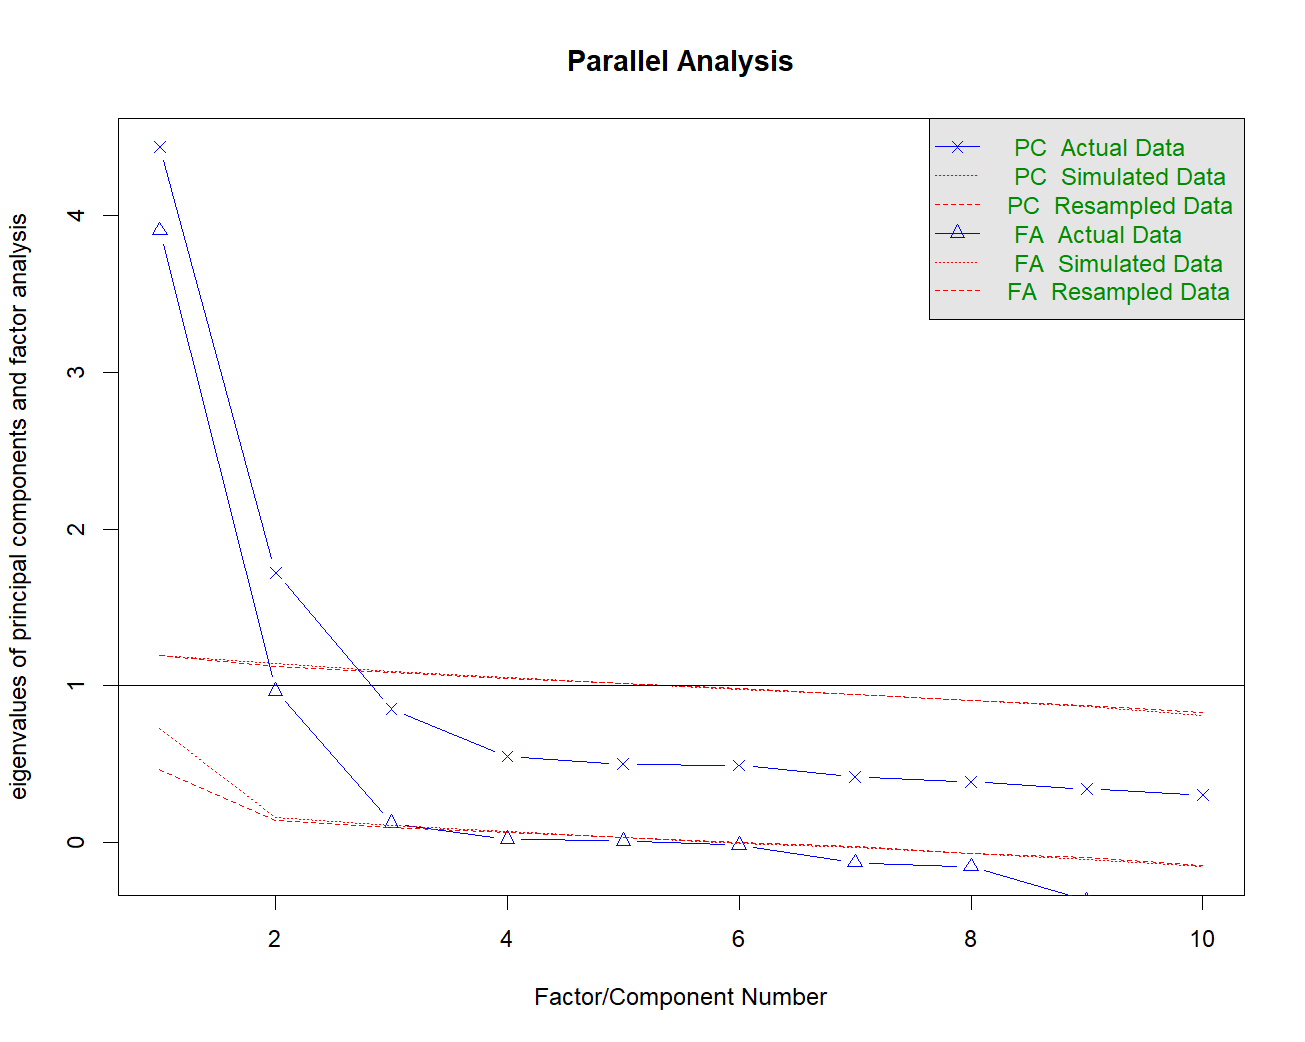 Parallel Analysis
PC Actual Data
PC Simulated Data
PC Resampled Data
FA Actual Data
FA Simulated Data
FA Resampled Data
eigenvalues of principal components and factor analysis
4
3
2
1
0
2 4 6 8 10
Factor/Component Number